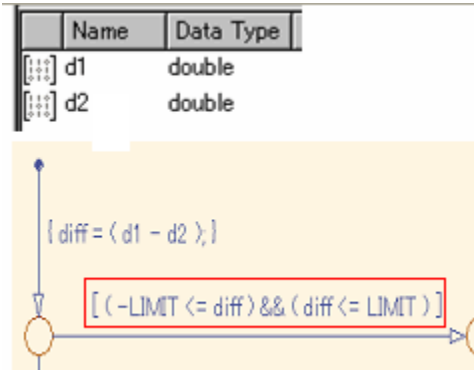 Name Data Type
d1 double
d2 double
{ diff = ( d1 - d2 ); }
[ ( -LIMIT <= diff ) && ( diff <= LIMIT ) ]